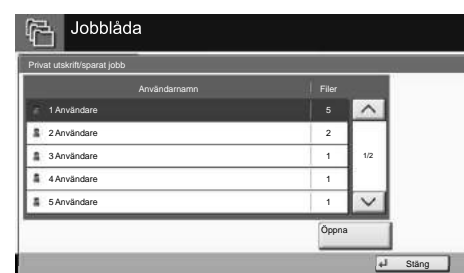 Jobblåda
Privat utskrift/sparat jobb
Användarnamn Filer
1 Användare 5
2 Användare 2
3 Användare 1
1/2
4 Användare 1
5 Användare 1
Öppna
Stäng